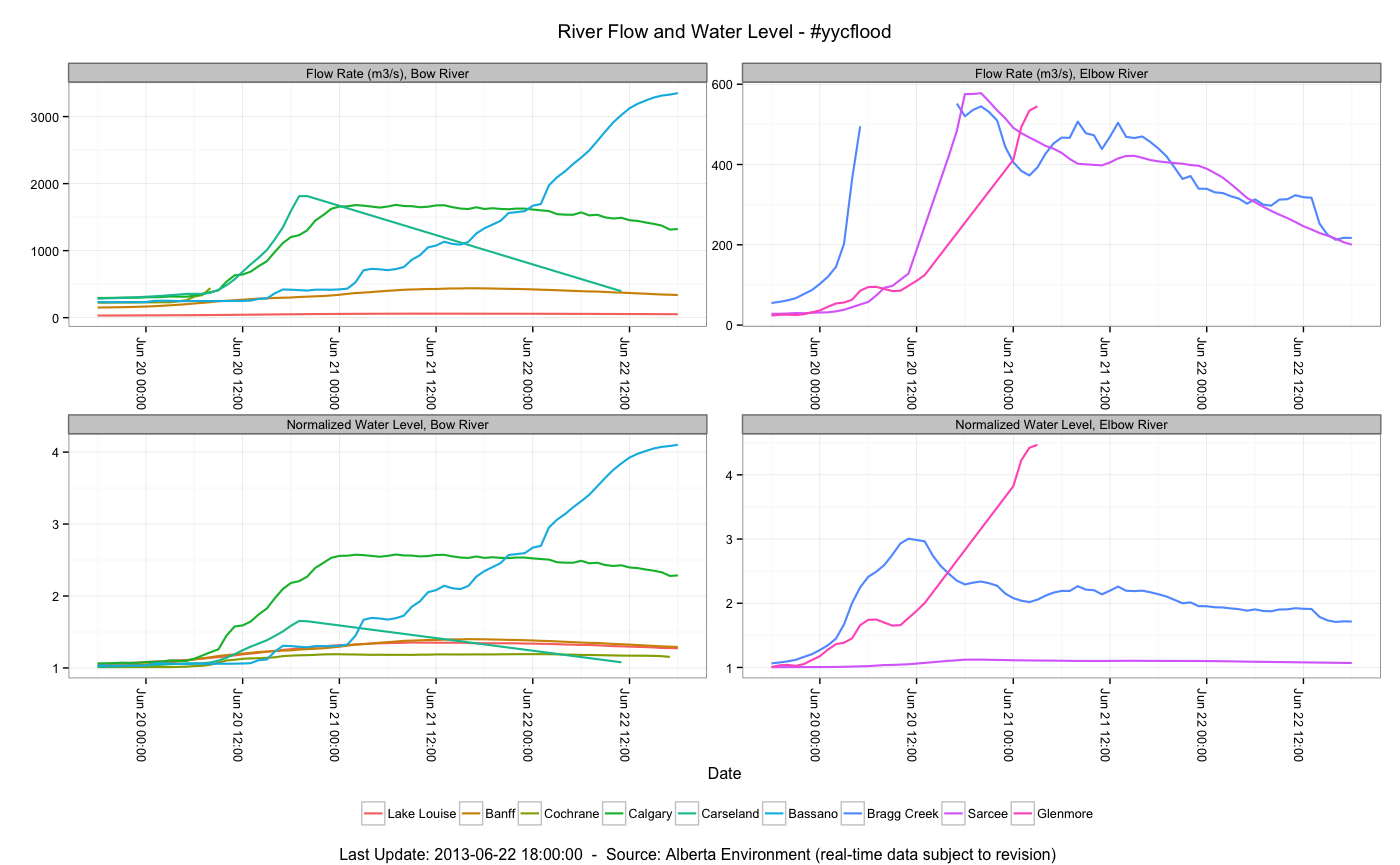 River Flow and Water Level - #yycflood
Flow Rate (m3/s), Bow River
Flow Rate (m3/s), Elbow River
3000
2000
1000
0
600
400
200
0
Jun 20 00:00
Jun 20 12:00
Jun 21 00:00
Jun 21 12:00
Jun 22 00:00
Jun 22 12:00
Jun 20 00:00
Jun 20 12:00
Jun 21 00:00
Jun 21 12:00
Jun 22 00:00
Jun 22 12:00
Normalized Water Level, Bow River
Normalized Water Level, Elbow River
4
3
2
1
4
3
2
1
Jun 20 00:00
Jun 20 12:00
Jun 21 00:00
Jun 21 12:00
Jun 22 00:00
Jun 22 12:00
Jun 20 00:00
Jun 20 12:00
Jun 21 00:00
Jun 21 12:00
Jun 22 00:00
Jun 22 12:00
Date
Lake Louise Banff Cochrane Calgary Carseland Bassano Bragg Creek Sarcee Glenmore
Last Update: 2013-06-22 18:00:00 - Source: Alberta Environment (real-time data subject to revision)